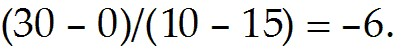 (30 – 0)/(10 – 15) = –6.